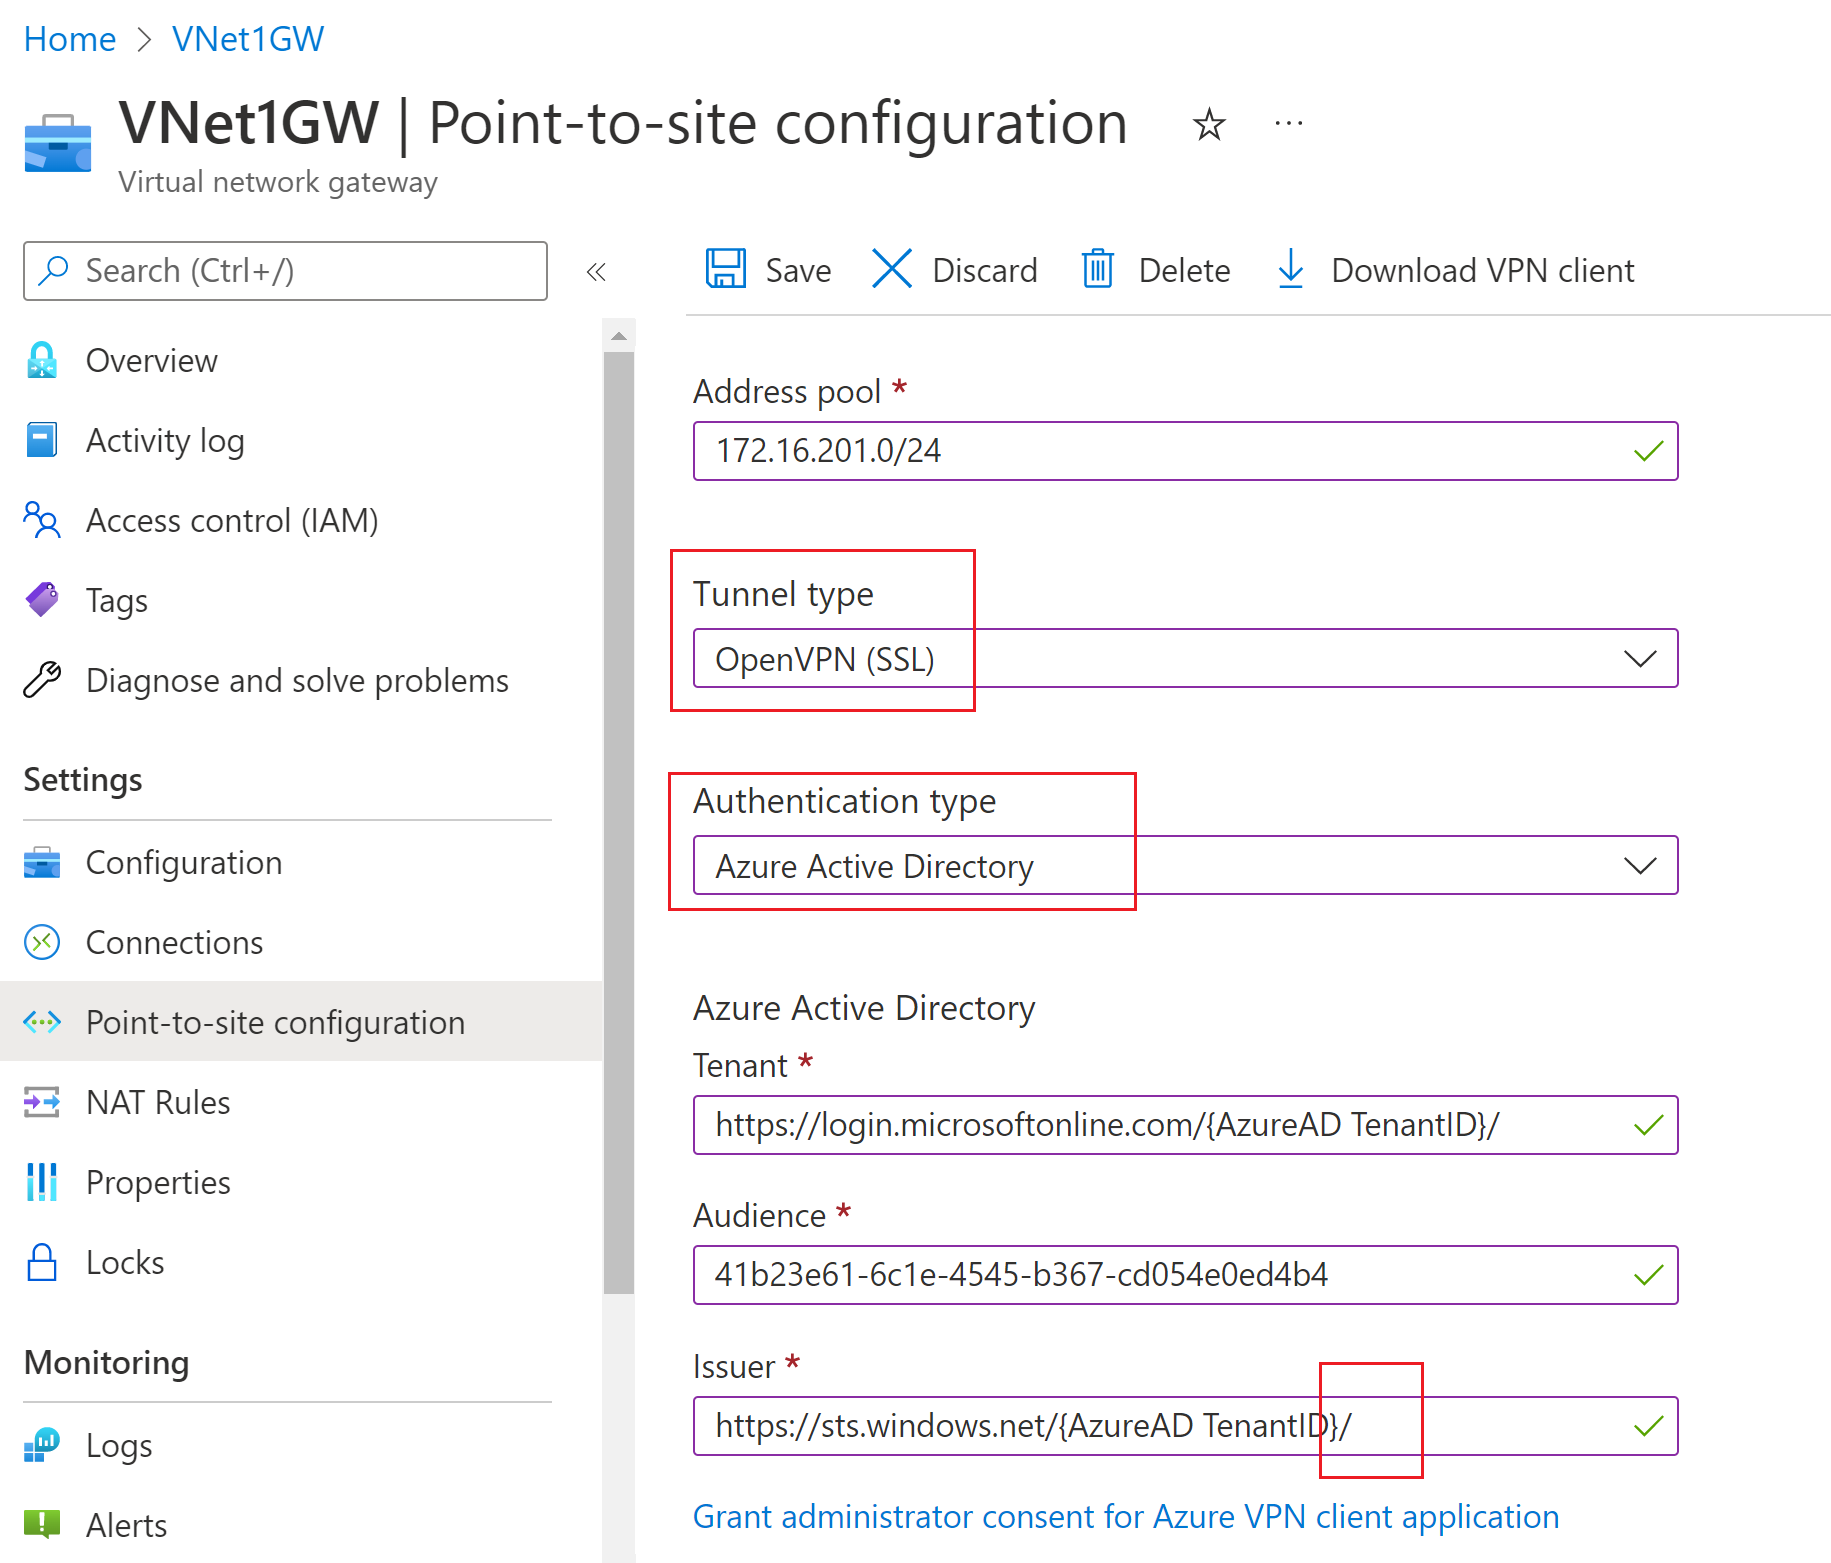 Home > VNet1GW
VNet1GW | Point-to-site configuration
Virtual network gateway
Search (Ctrl+/)
Overview
Activity log
Access control (IAM)
Tags
Diagnose and solve problems
Settings
Configuration
Connections
Point-to-site configuration
NAT Rules
Properties
Locks
Monitoring
Logs
Alerts
Save Discard Delete Download VPN client
Address pool *
172.16.201.0/24
Tunnel type
OpenVPN (SSL)
Authentication type
Azure Active Directory
Azure Active Directory
Tenant *
https://login.microsoftonline.com/{AzureAD TenantID}/
Audience *
41b23e61-6c1e-4545-b367-cd054e0ed4b4
Issuer *
https://sts.windows.net/{AzureAD TenantID}/
Grant administrator consent for Azure VPN client application